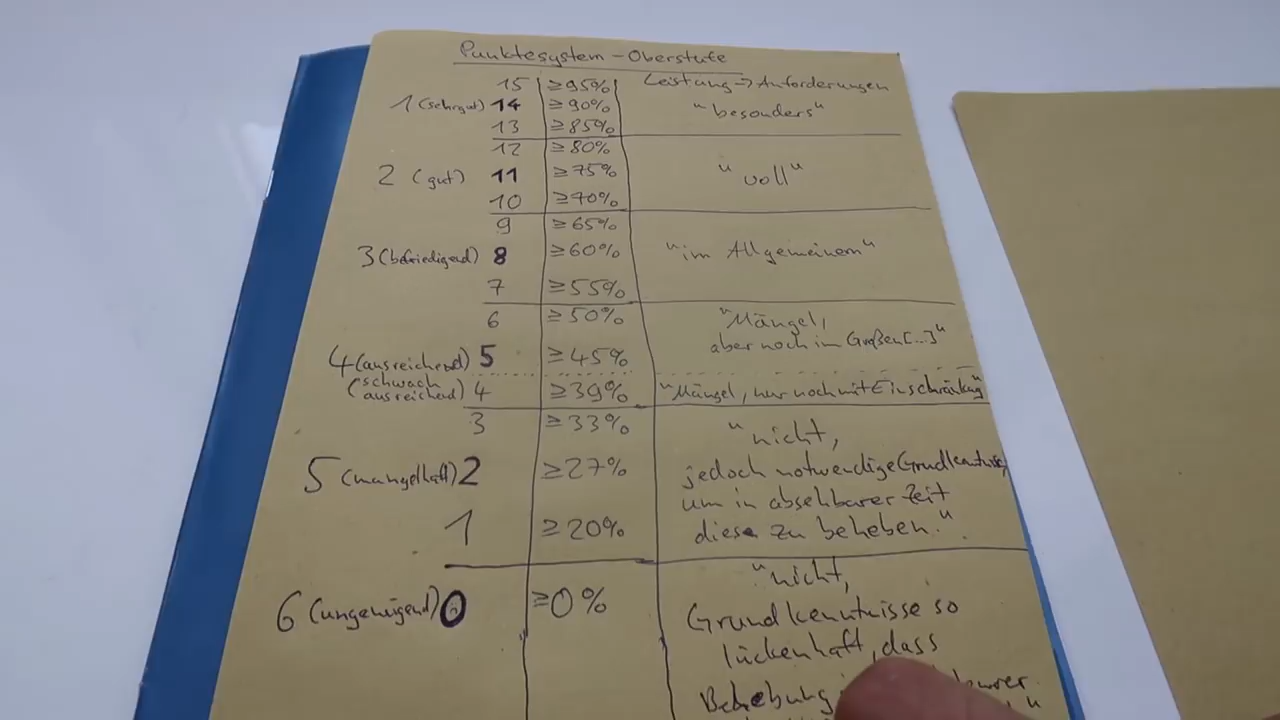 Punktesystem - Oberstufe
15 ≥95% Leistung → Anforderungen
1 (sehr gut) 14 ≥90% "besonders"
13 ≥85%
12 ≥80%
2 (gut) 11 ≥75% "voll"
10 ≥70%
9 ≥65%
3 (befriedigend) 8 ≥60% "im Allgemeinen"
7 ≥55%
6 ≥50% "Mängel,
4 (ausreichend) 5 ≥45% aber noch im Großen [...]"
(schwach
ausreichend) 4 ≥39% "Mängel, nur noch mit Einschränkung"
3 ≥33% "nicht,
5 (mangelhaft) 2 ≥27% jedoch notwendige Grundkenntnisse,
um in absehbarer Zeit
1 ≥20% diese zu beheben."
"nicht,
6 (ungenügend) 0 ≥0% Grundkenntnisse so
lückenhaft, dass
Behebung